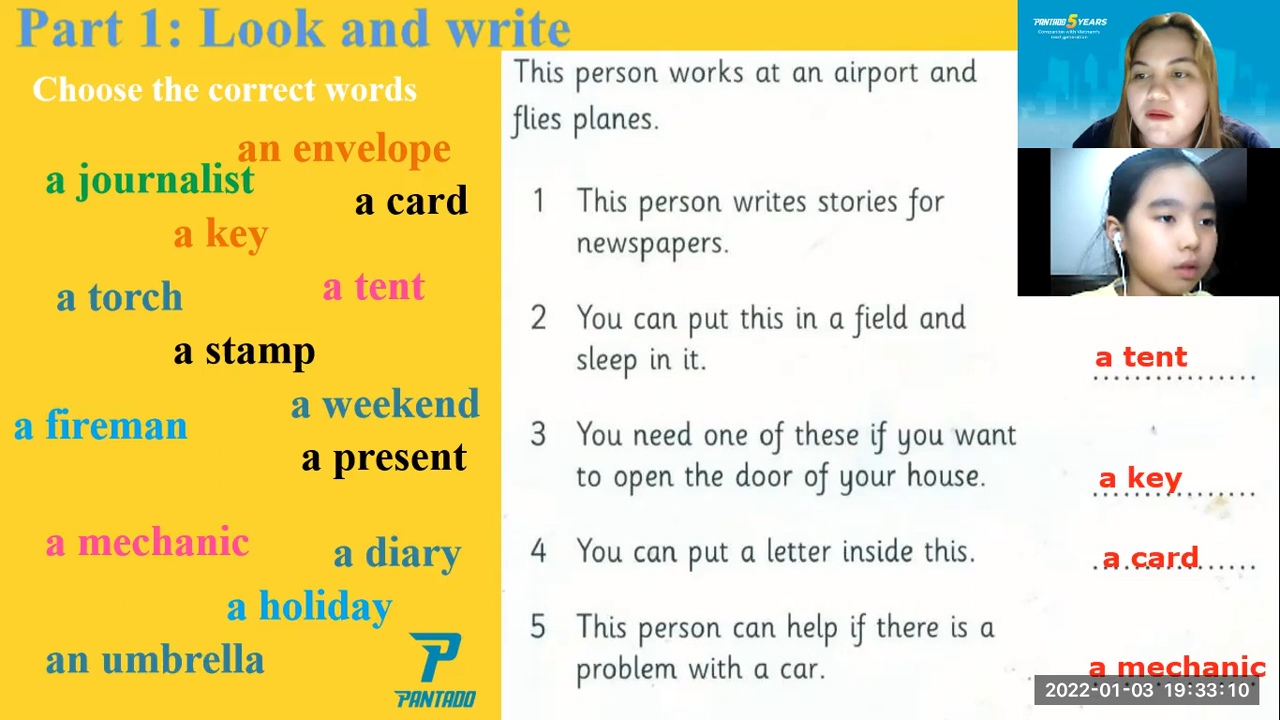 Part 1: Look and write
Choose the correct words
an envelope
a journalist
a card
a key
a torch
a tent
a stamp
a weekend
a fireman
a present
a mechanic
a diary
a holiday
an umbrella
PANTADO
This person works at an airport and
flies planes.
1 This person writes stories for
newspapers.
2 You can put this in a field and
sleep in it.
a tent
3 You need one of these if you want
to open the door of your house.
a key
4 You can put a letter inside this.
a card
5 This person can help if there is a
problem with a car.
a mechanic
PANTADO 5 YEARS
Companion with Vietnam's
next generation
2022-01-03 19:33:10